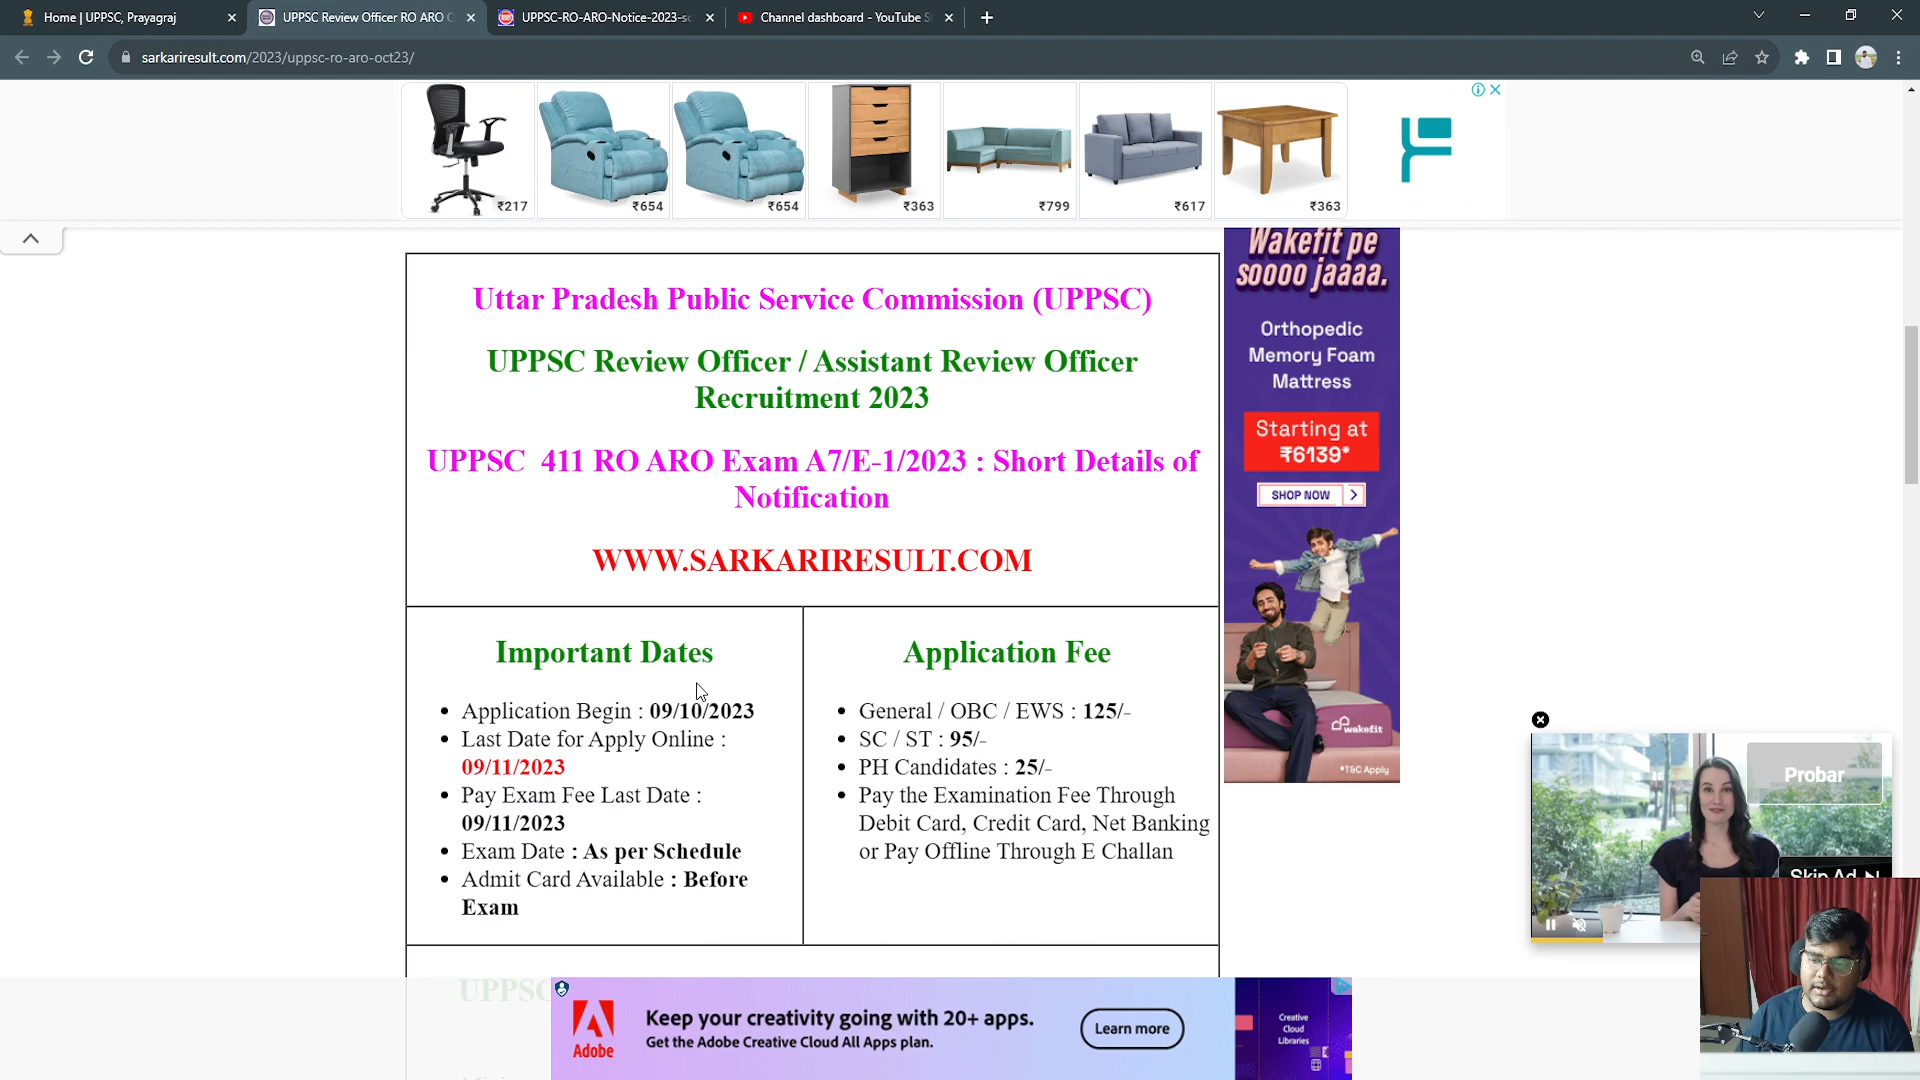 Home | UPPSC, Prayagraj
UPPSC Review Officer RO ARO
UPPSC-RO-ARO-Notice-2023-sc
Channel dashboard - YouTube S
sarkariresult.com/2023/uppsc-ro-aro-oct23/
₹217
₹654
₹654
₹363
₹799
₹617
₹363
Uttar Pradesh Public Service Commission (UPPSC)
UPPSC Review Officer / Assistant Review Officer
Recruitment 2023
UPPSC 411 RO ARO Exam A7/E-1/2023 : Short Details of
Notification
WWW.SARKARIRESULT.COM
Important Dates
• Application Begin : 09/10/2023
• Last Date for Apply Online :
09/11/2023
• Pay Exam Fee Last Date :
09/11/2023
• Exam Date : As per Schedule
• Admit Card Available : Before
Exam
Application Fee
• General / OBC / EWS : 125/-
• SC / ST : 95/-
• PH Candidates : 25/-
• Pay the Examination Fee Through
Debit Card, Credit Card, Net Banking
or Pay Offline Through E Challan
Wakefit pe
soooo jaaaa.
Orthopedic
Memory Foam
Mattress
Starting at
₹6139*
SHOP NOW
wakefit
*T&C Apply
Probar
Skip Ad
UPPSC
Adobe
Keep your creativity going with 20+ apps.
Get the Adobe Creative Cloud All Apps plan.
Learn more
Creative
Cloud
Libraries